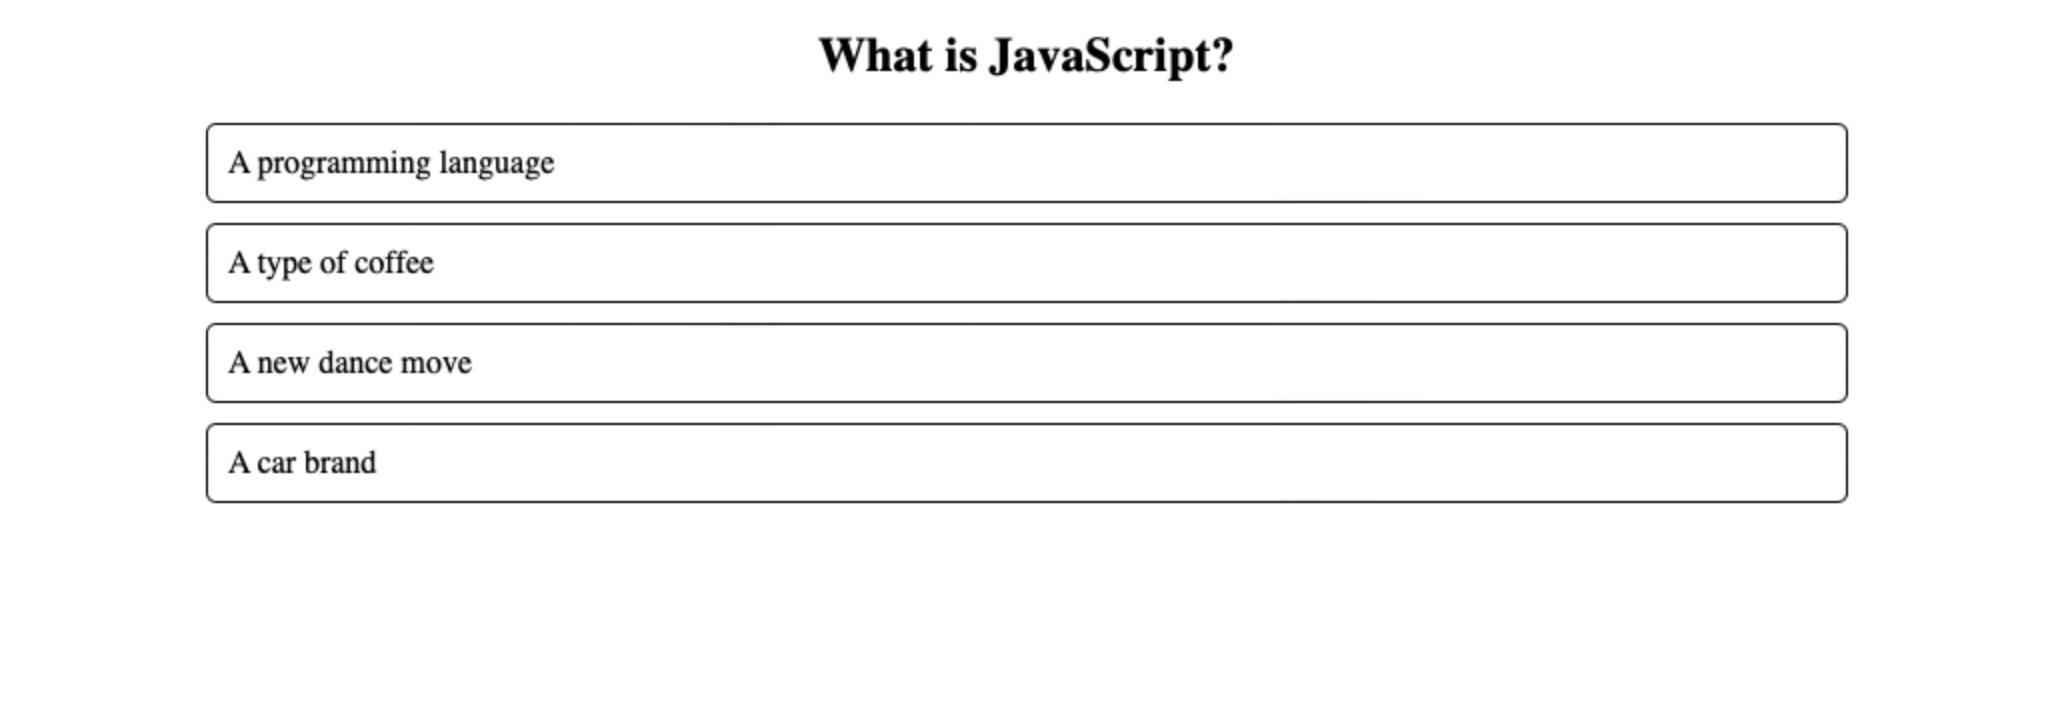 What is JavaScript?
A programming language
A type of coffee
A new dance move
A car brand